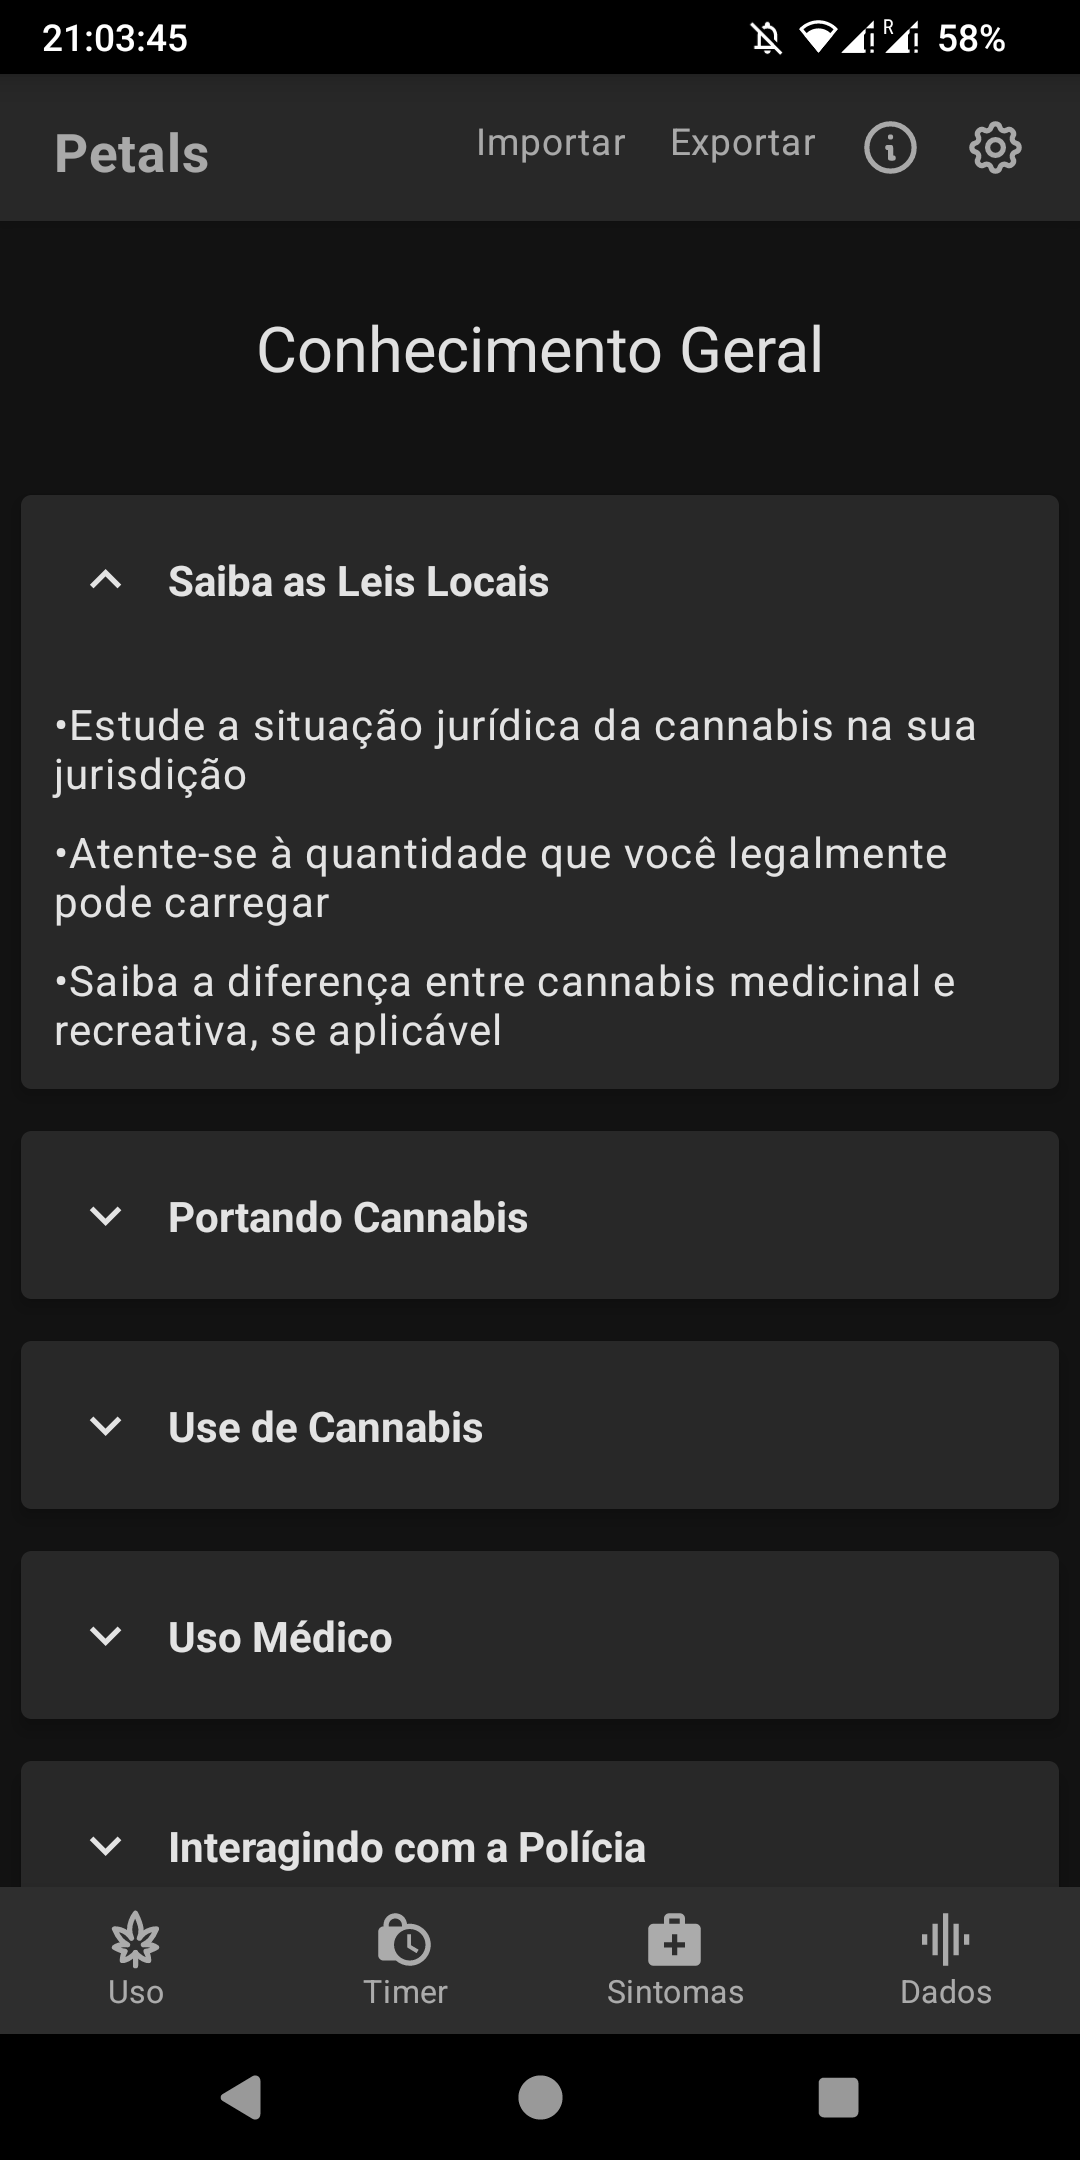 21:03:45
R
58%
Petals
Importar
Exportar
Conhecimento Geral
Saiba as Leis Locais
•Estude a situação jurídica da cannabis na sua
jurisdição
•Atente-se à quantidade que você legalmente
pode carregar
•Saiba a diferença entre cannabis medicinal e
recreativa, se aplicável
Portando Cannabis
Use de Cannabis
Uso Médico
Interagindo com a Polícia
Uso
Timer
Sintomas
Dados